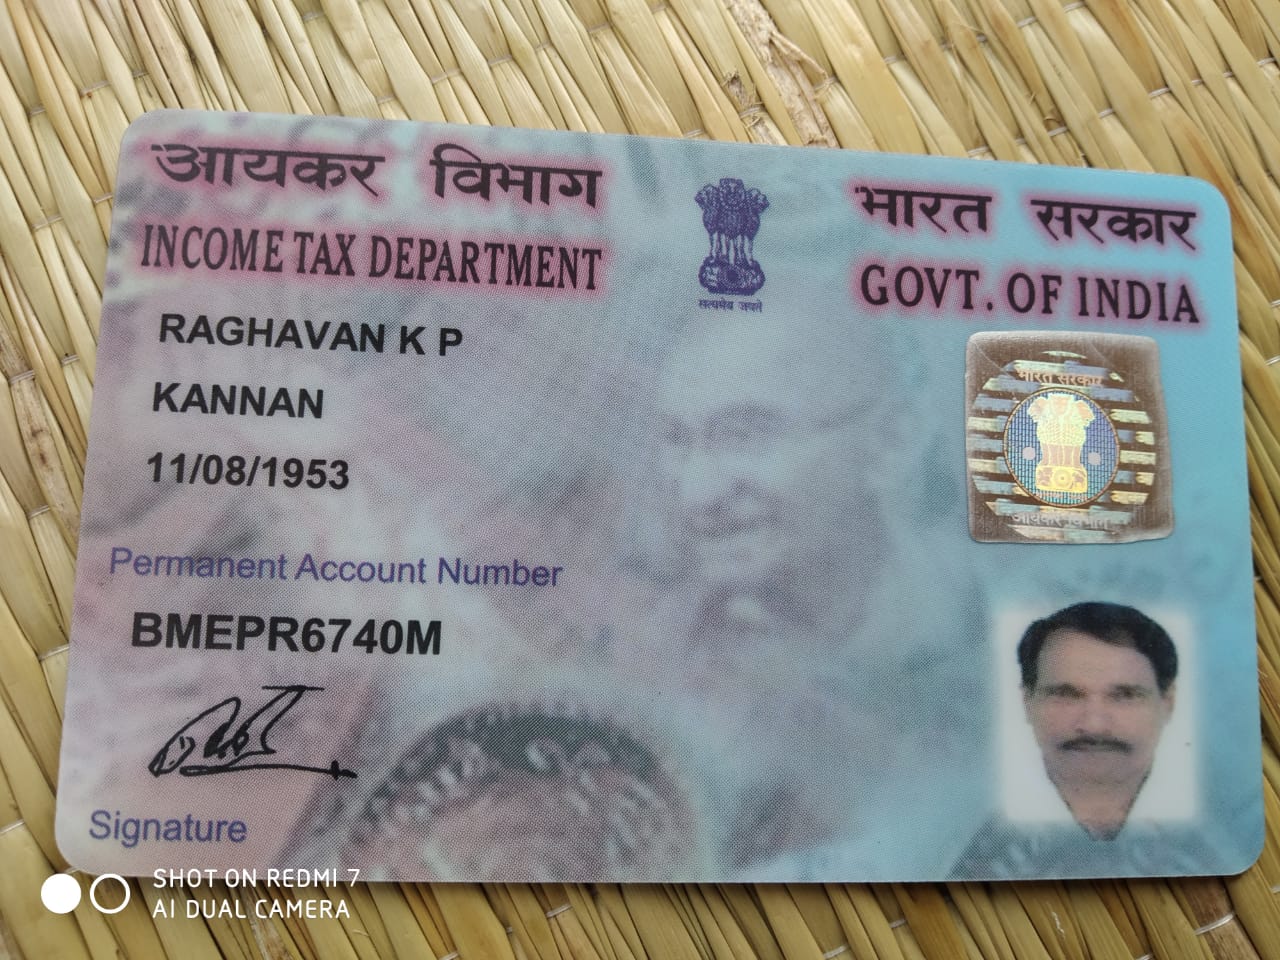 आयकर विभाग
INCOME TAX DEPARTMENT
सत्यमेव जयते
भारत सरकार
GOVT. OF INDIA
RAGHAVAN K P
KANNAN
11/08/1953
Permanent Account Number
BMEPR6740M
Signature
भारत सरकार
आयकर विभाग
SHOT ON REDMI 7
AI DUAL CAMERA